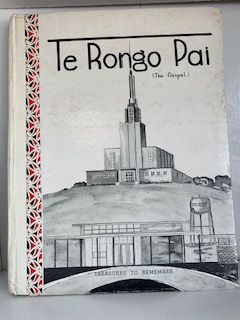 Te Rongo Pai
(The Gospel)
TREASURES TO REMEMBER